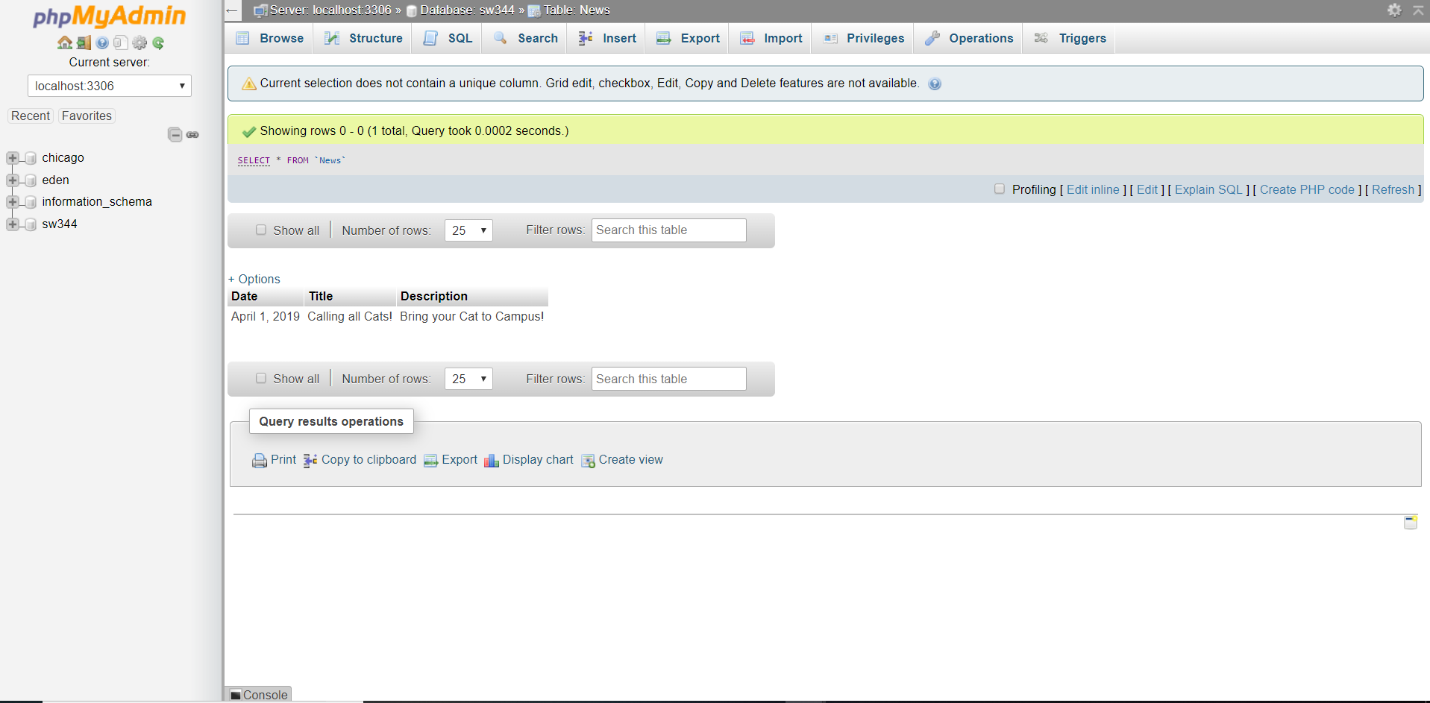 phpMyAdmin
Current server:
localhost:3306
Recent Favorites
chicago
eden
information_schema
sw344
Server: localhost:3306 » Database: sw344 » Table: News
Browse Structure SQL Search Insert Export Import Privileges Operations Triggers
Current selection does not contain a unique column. Grid edit, checkbox, Edit, Copy and Delete features are not available.
Showing rows 0 - 0 (1 total, Query took 0.0002 seconds.)
SELECT * FROM `News`
Profiling [ Edit inline ] [ Edit ] [ Explain SQL ] [ Create PHP code ] [ Refresh ]
Show all Number of rows: 25 Filter rows: Search this table
+ Options
Date Title Description
April 1, 2019 Calling all Cats! Bring your Cat to Campus!
Show all Number of rows: 25 Filter rows: Search this table
Query results operations
Print Copy to clipboard Export Display chart Create view
Console